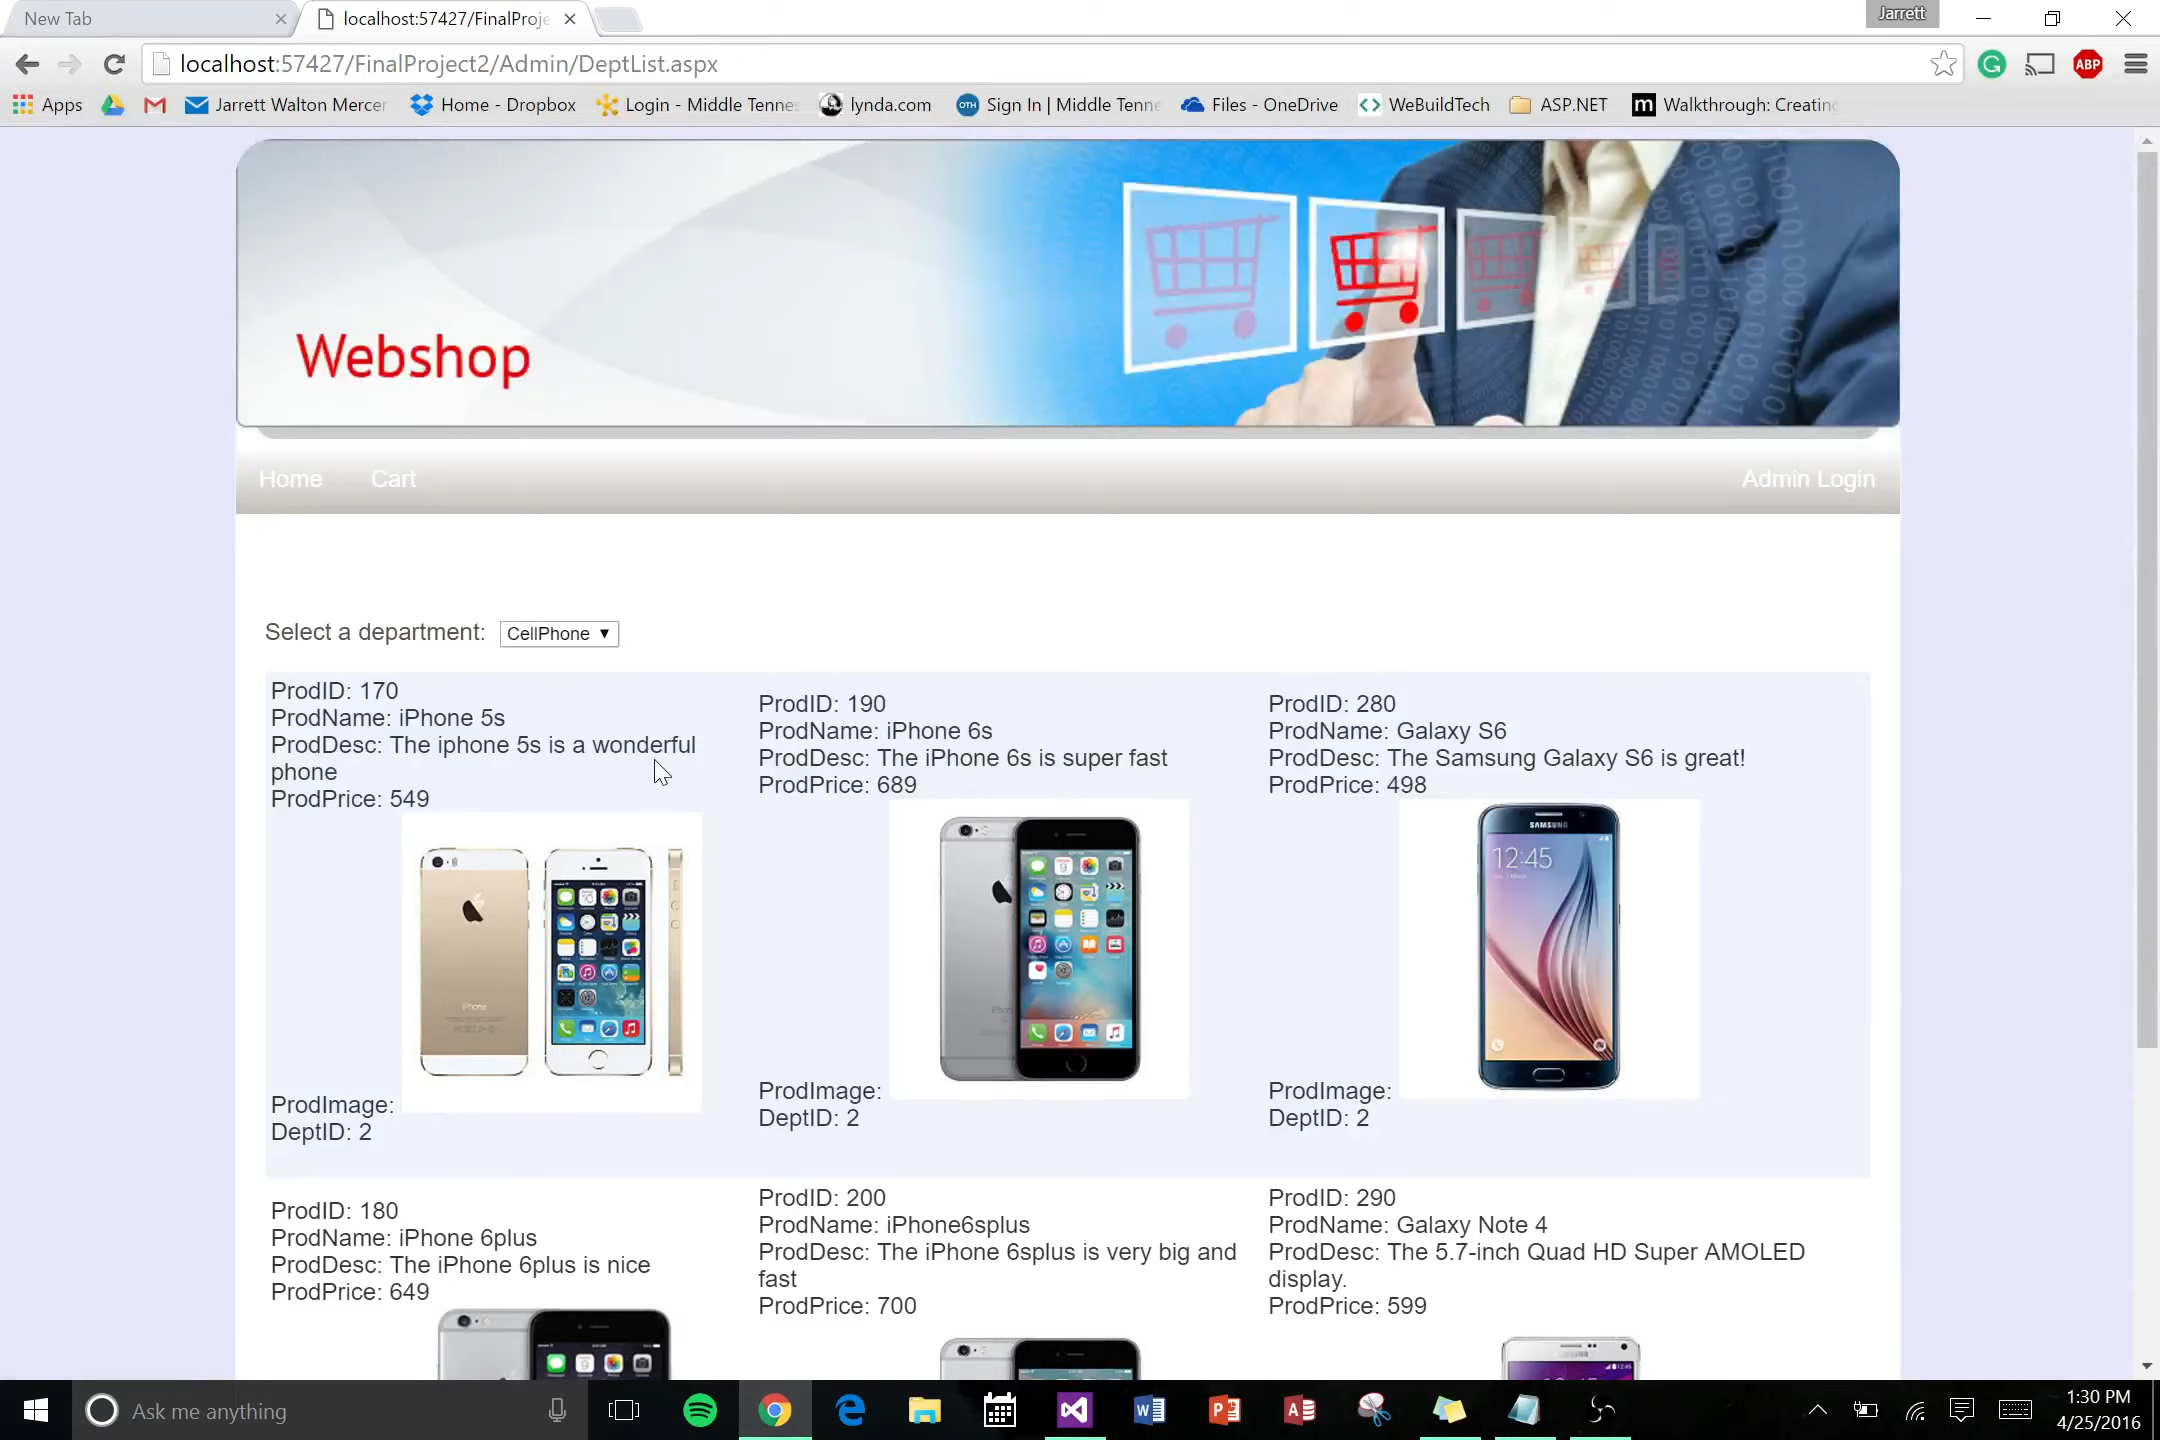 New Tab
localhost:57427/FinalProje
Jarrett
localhost:57427/FinalProject2/Admin/DeptList.aspx
Apps
Jarrett Walton Mercer
Home - Dropbox
Login - Middle Tennes
lynda.com
OTH
Sign In | Middle Tenne
Files - OneDrive
WeBuildTech
ASP.NET
m
Walkthrough: Creating
ABP
Webshop
Home
Cart
Admin Login
Select a department:
CellPhone
ProdID: 170
ProdName: iPhone 5s
ProdDesc: The iphone 5s is a wonderful
phone
ProdPrice: 549
ProdImage:
DeptID: 2
ProdID: 190
ProdName: iPhone 6s
ProdDesc: The iPhone 6s is super fast
ProdPrice: 689
ProdImage:
DeptID: 2
ProdID: 280
ProdName: Galaxy S6
ProdDesc: The Samsung Galaxy S6 is great!
ProdPrice: 498
SAMSUNG
12:45
ProdImage:
DeptID: 2
iPhone
ProdID: 180
ProdName: iPhone 6plus
ProdDesc: The iPhone 6plus is nice
ProdPrice: 649
ProdID: 200
ProdName: iPhone6splus
ProdDesc: The iPhone 6splus is very big and
fast
ProdPrice: 700
ProdID: 290
ProdName: Galaxy Note 4
ProdDesc: The 5.7-inch Quad HD Super AMOLED
display.
ProdPrice: 599
Ask me anything
1:30 PM
4/25/2016